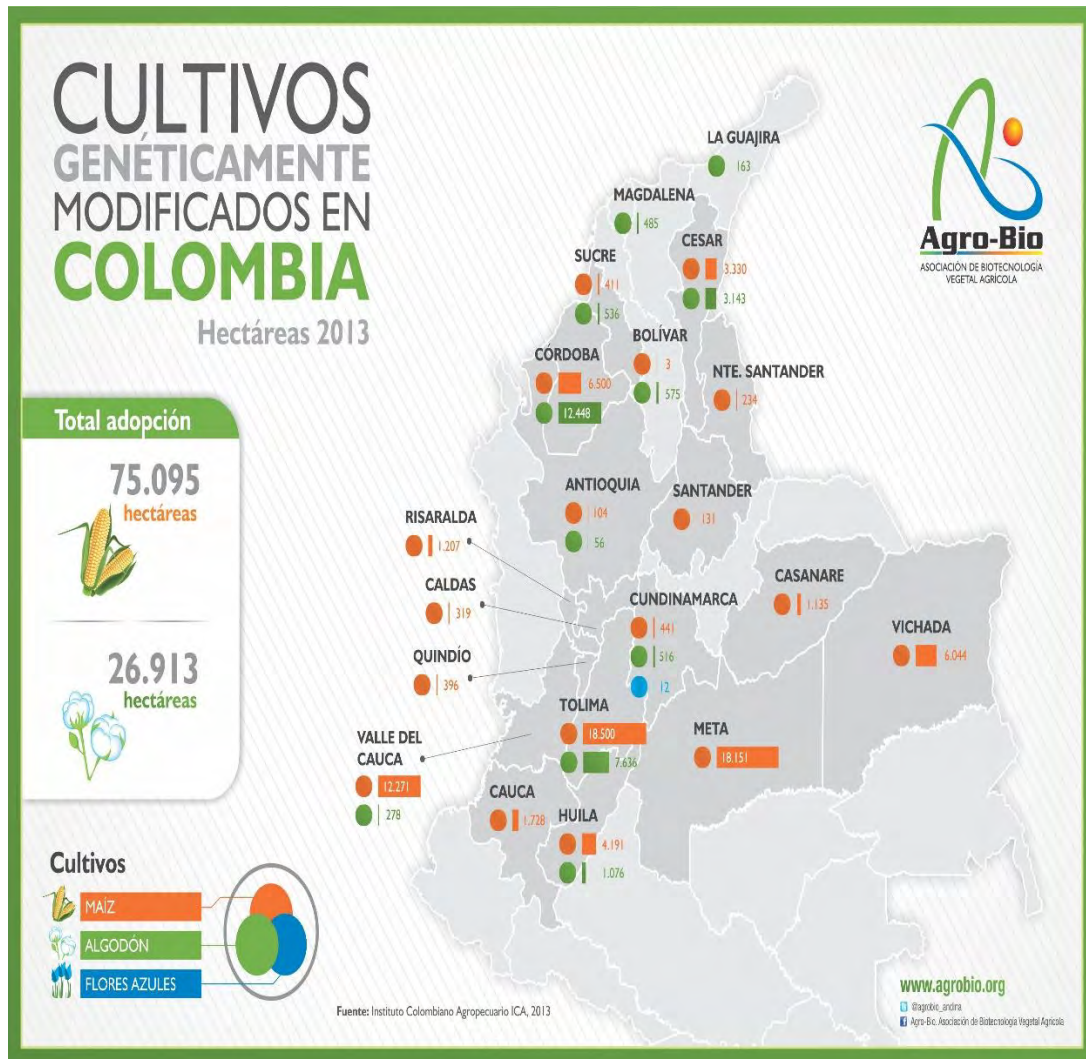 CULTIVOS
GENÉTICAMENTE
MODIFICADOS EN
COLOMBIA
Hectáreas 2013
Agro-Bio
ASOCIACIÓN DE BIOTECNOLOGÍA
VEGETAL AGRÍCOLA
Total adopción
75.095
hectáreas
26.913
hectáreas
LA GUAJIRA
163
MAGDALENA
485
CESAR
3.330
3.143
SUCRE
411
536
BOLÍVAR
3
575
CÓRDOBA
6.500
12.448
NTE. SANTANDER
234
ANTIOQUIA
104
56
SANTANDER
131
RISARALDA
1.207
CALDAS
319
QUINDÍO
396
CUNDINAMARCA
441
516
12
CASANARE
1.135
VICHADA
6.044
TOLIMA
18.500
7.636
META
18.151
VALLE DEL
CAUCA
12.271
278
CAUCA
1.728
HUILA
4.191
1.076
Cultivos
MAÍZ
ALGODÓN
FLORES AZULES
Fuente: Instituto Colombiano Agropecuario ICA, 2013
www.agrobio.org
@agrobio_andina
Agro-Bio. Asociación de Biotecnología Vegetal Agrícola